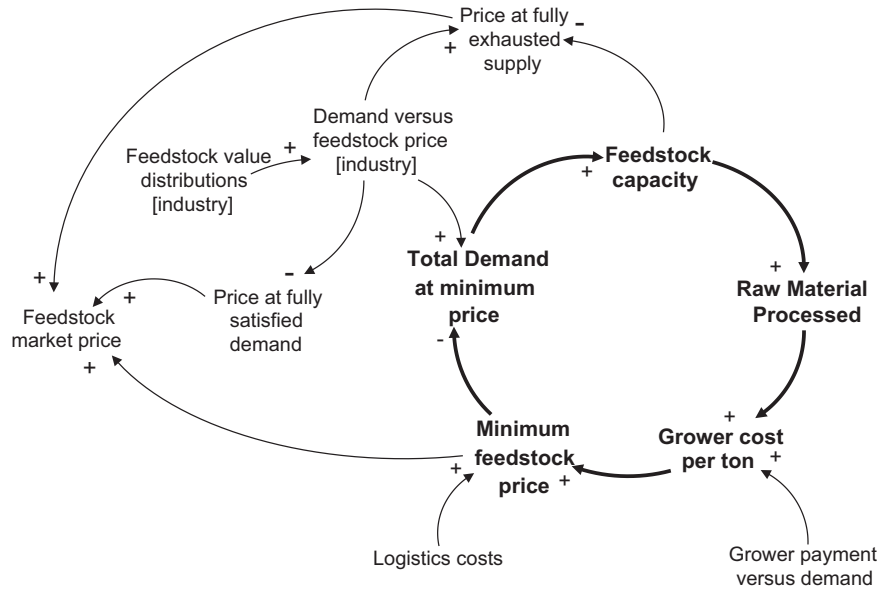 Price at fully
exhausted
supply
-
+
Demand versus
feedstock price
[industry]
+
Feedstock value
distributions
[industry]
Feedstock
capacity
+
+
Total Demand
at minimum
price
-
+
Raw Material
Processed
-
Price at fully
satisfied
demand
+
+
Feedstock
market price
+
Minimum
feedstock
price
+
+
+
Grower cost
per ton
+
Logistics costs
Grower payment
versus demand